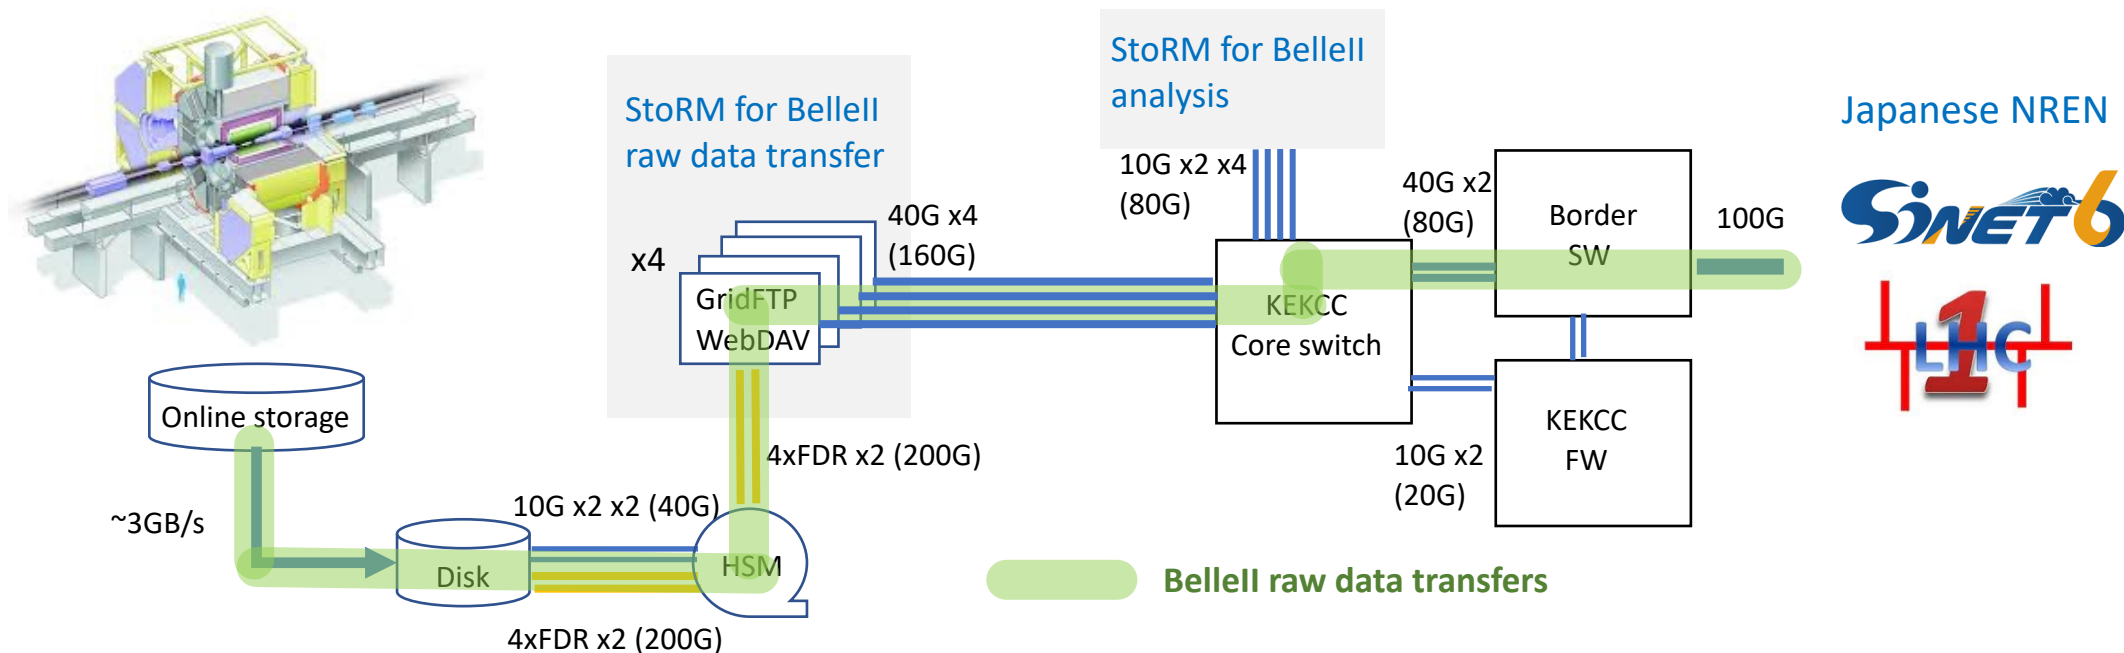 StoRM for BelleII
raw data transfer
StoRM for BelleII
analysis
Japanese NREN
10G x2 x4
(80G)
40G x2
(80G)
Border
SW
100G
SINET6
40G x4
(160G)
x4
GridFTP
WebDAV
KEKCC
Core switch
LHC
1
Online storage
4xFDR x2 (200G)
10G x2
(20G)
KEKCC
FW
~3GB/s
10G x2 x2 (40G)
Disk
HSM
BelleII raw data transfers
4xFDR x2 (200G)